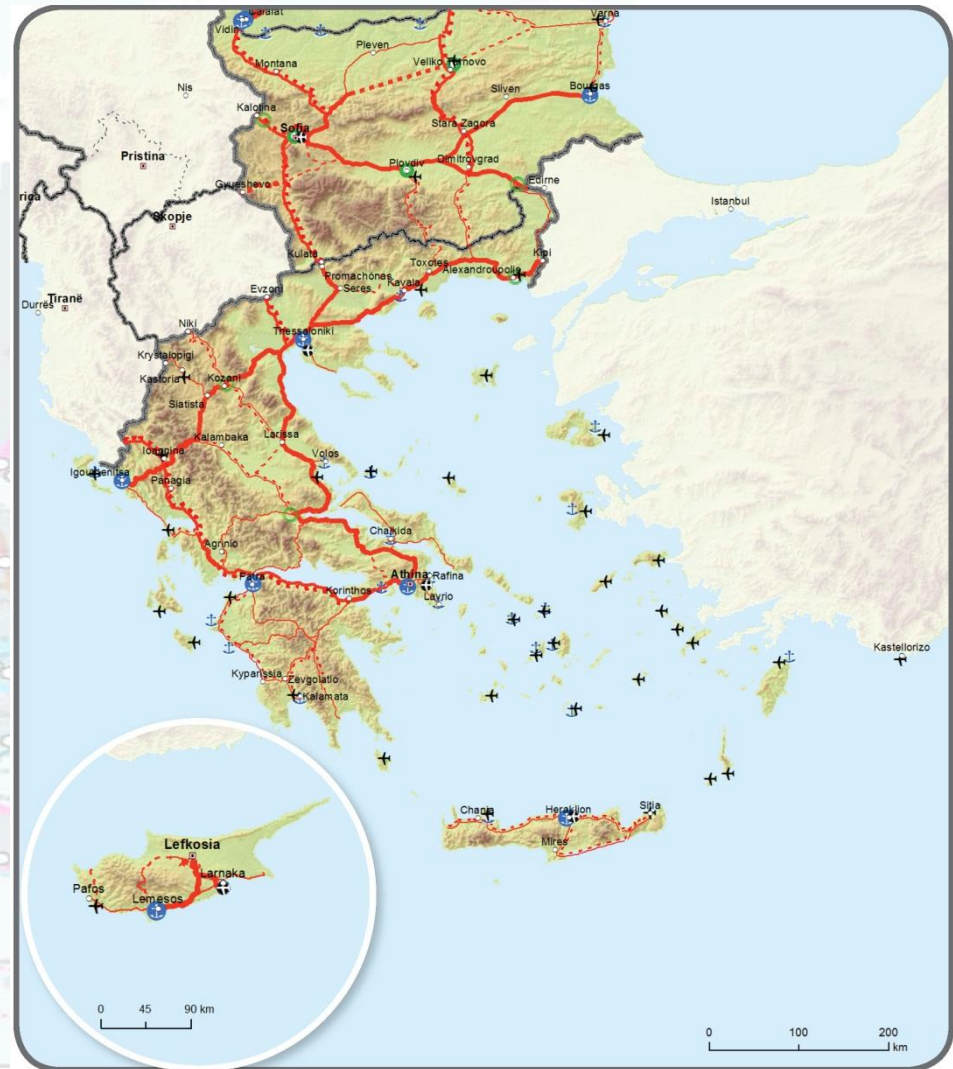 Calafat
Varna
Vidin
Pleven
Veliko Tarnovo
Montana
Nis
Sliven
Bourgas
Kalotina
Sofia
Stara Zagora
Pristina
Plovdiv
Dimitrovgrad
Gyueshevo
Edirne
rica
Istanbul
Skopje
Kulata
Kipi
Toxotes
Promachonas
Alexandroupolis
Evzoni
Seres
Kavala
Tiranë
Durrës
Niki
Thessaloniki
Krystalopigi
Kastoria
Kozani
Siatista
Kalambaka
Larissa
Ioannina
Volos
Igoumenitsa
Panagia
Chalkida
Agrinio
Athina
Rafina
Patra
Korinthos
Lavrio
Kastellorizo
Kyparissia
Zevgolatio
Kalamata
Chania
Heraklion
Sitia
Mires
Lefkosia
Larnaka
Pafos
Lemesos
0 45 90 km
0 100 200
km